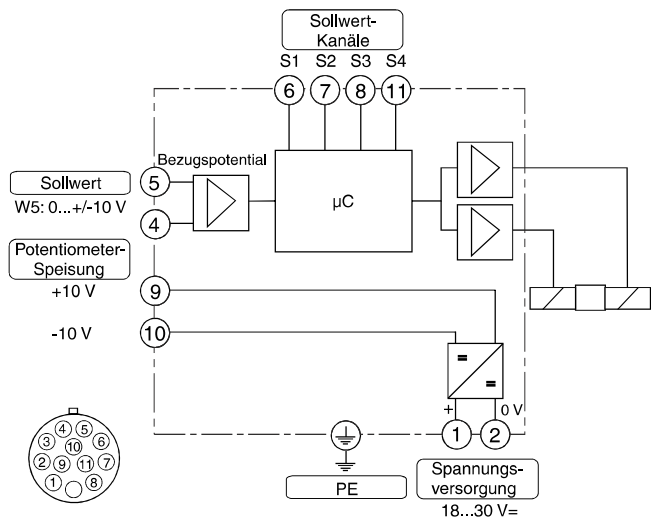 Sollwert-
Kanäle
S1 S2 S3 S4
6 7 8 11
Bezugspotential
5
Sollwert
W5: 0...+/-10 V
4
µC
Potentiometer-
Speisung
+10 V
9
-10 V
10
=
=
+ 0 V
1 2
PE
Spannungs-
versorgung
18...30 V=
4 5
3 10 6
2 9 11 7
1 8